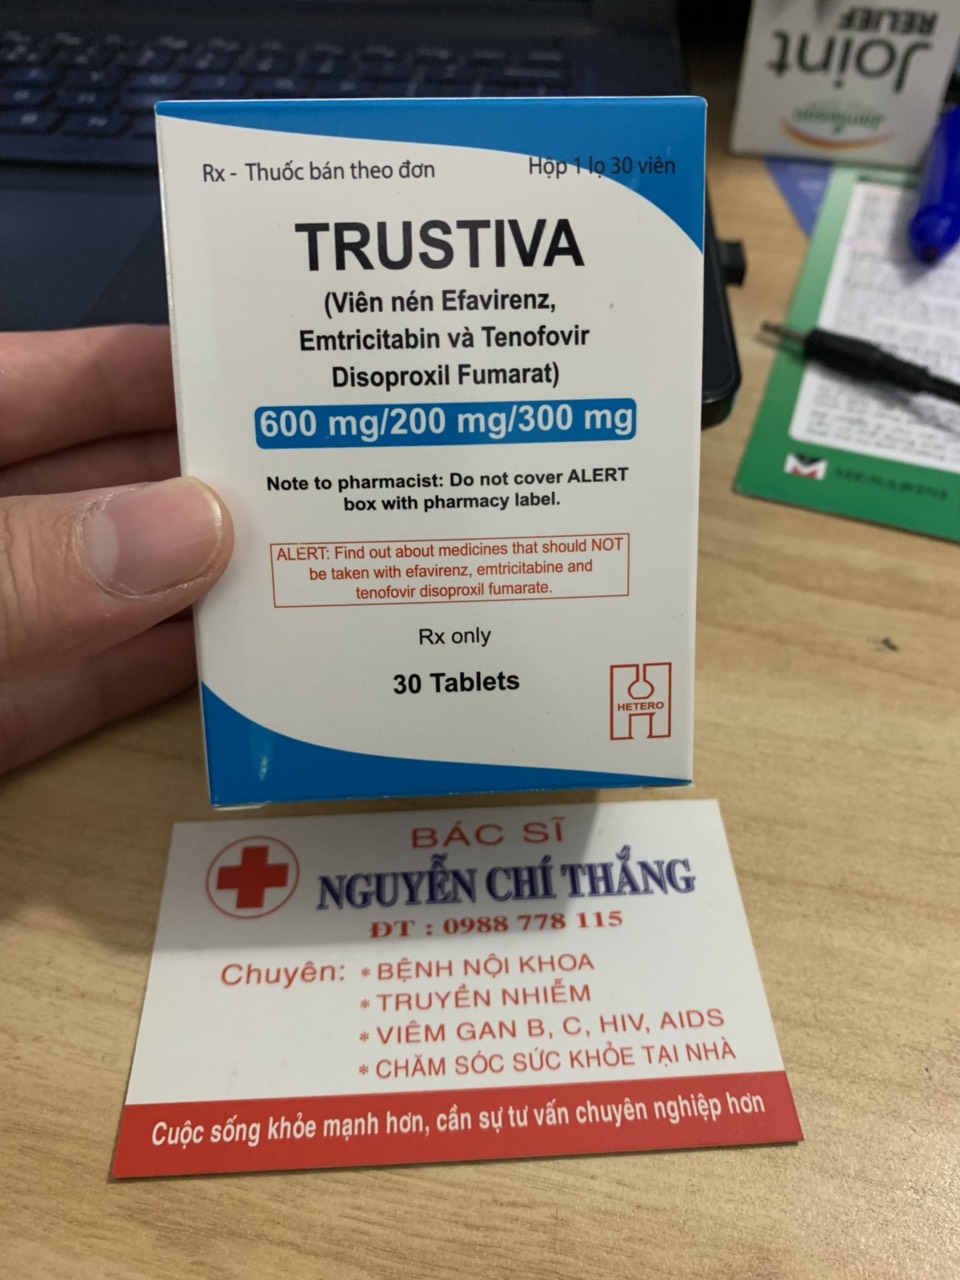 Joint
RELIEF
Jamieson
Rx - Thuốc bán theo đơn
Hộp 1 lọ 30 viên
TRUSTIVA
(Viên nén Efavirenz,
Emtricitabin và Tenofovir
Disoproxil Fumarat)
600 mg/200 mg/300 mg
Note to pharmacist: Do not cover ALERT
box with pharmacy label.
ALERT: Find out about medicines that should NOT
be taken with efavirenz, emtricitabine and
tenofovir disoproxil fumarate.
Rx only
30 Tablets
HETERO
MENARINI
BÁC SĨ
NGUYỄN CHÍ THẮNG
ĐT : 0988 778 115
Chuyên: * BỆNH NỘI KHOA
* TRUYỀN NHIỄM
* VIÊM GAN B, C, HIV, AIDS
* CHĂM SÓC SỨC KHỎE TẠI NHÀ
Cuộc sống khỏe mạnh hơn, cần sự tư vấn chuyên nghiệp hơn